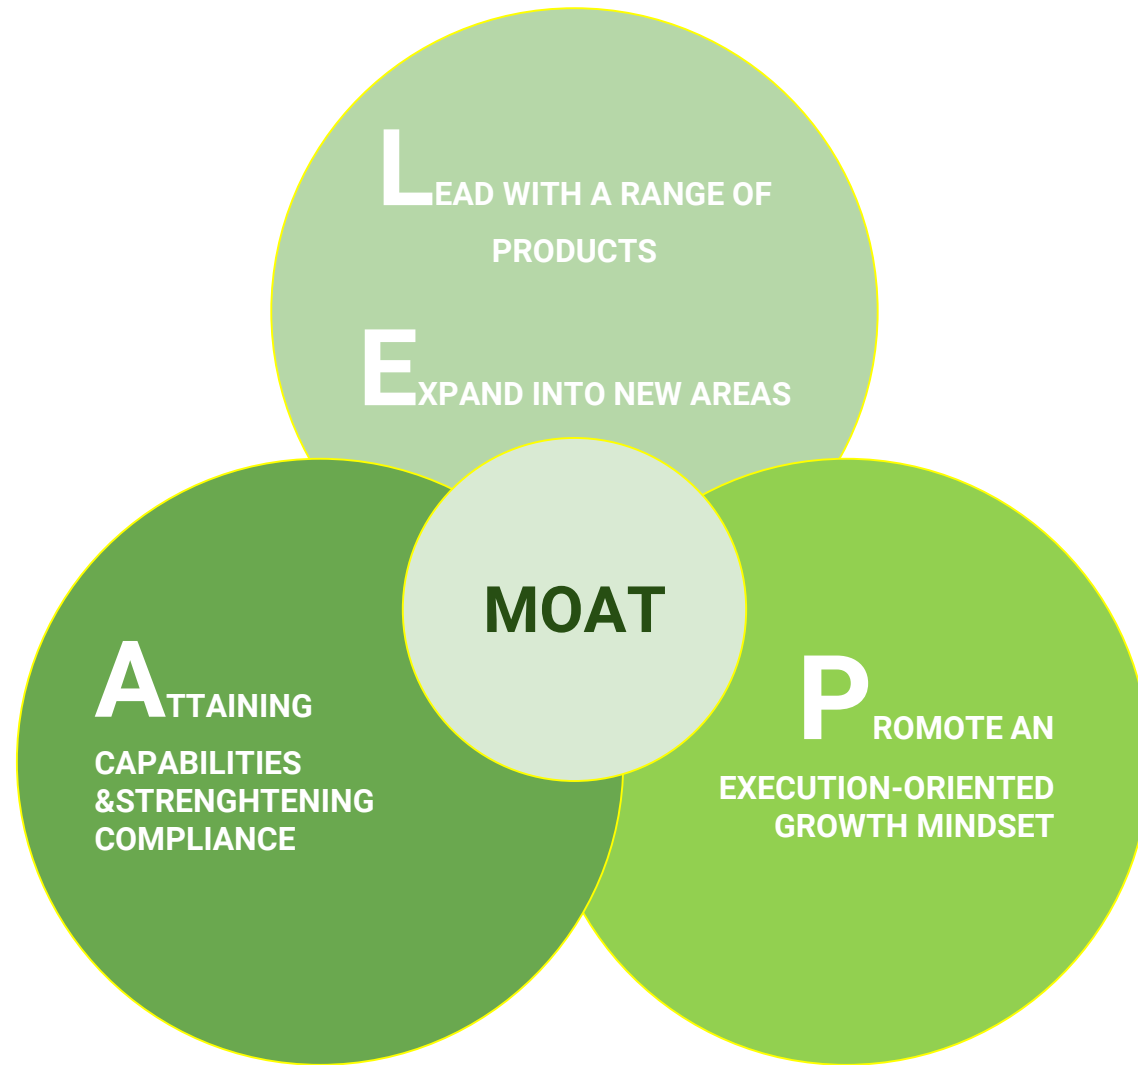 LEAD WITH A RANGE OF
PRODUCTS
EXPAND INTO NEW AREAS
MOAT
ATTAINING
CAPABILITIES
&STRENGHTENING
COMPLIANCE
PROMOTE AN
EXECUTION-ORIENTED
GROWTH MINDSET